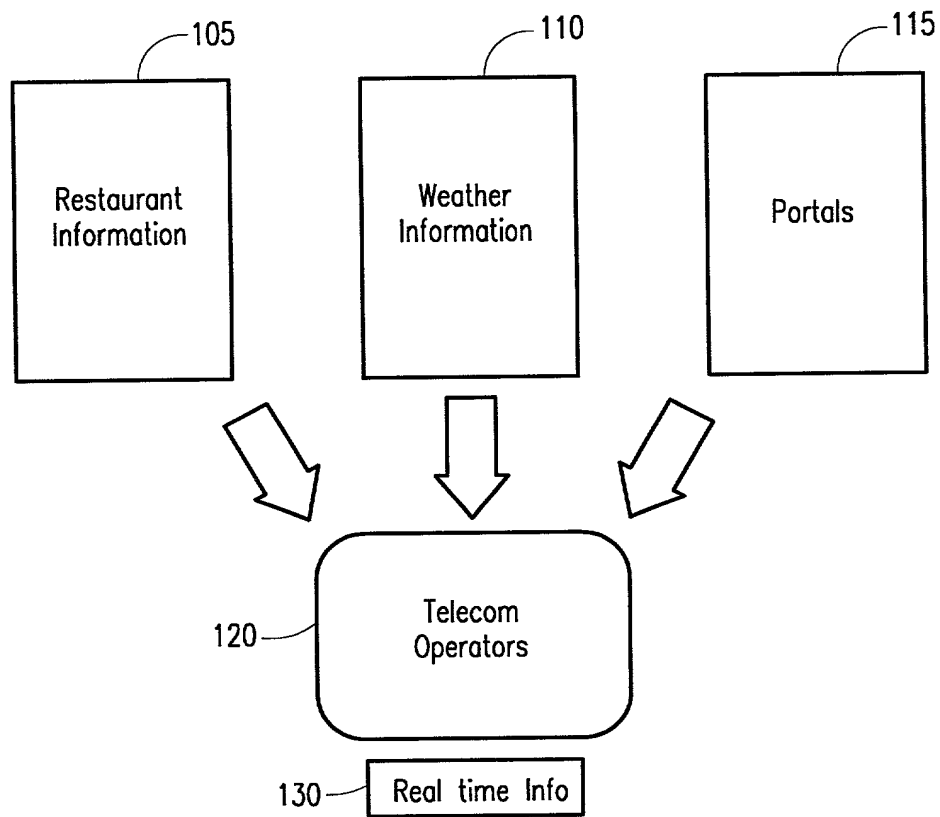 105
110
115
Restaurant
Information
Weather
Information
Portals
120
Telecom
Operators
130
Real time Info